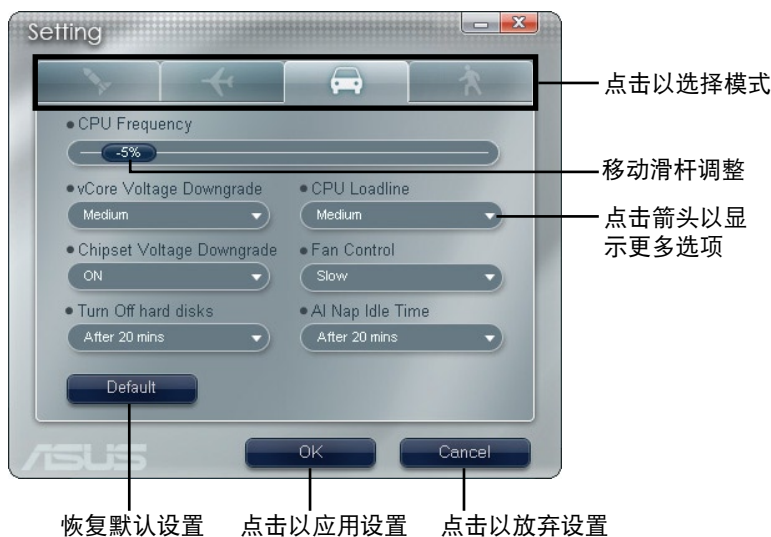 Setting
点击以选择模式
CPU Frequency
-5%
移动滑杆调整
vCore Voltage Downgrade
CPU Loadline
Medium
Medium
点击箭头以显
示更多选项
Chipset Voltage Downgrade
Fan Control
ON
Slow
Turn Off hard disks
AI Nap Idle Time
After 20 mins
After 20 mins
Default
ASUS
OK
Cancel
恢复默认设置
点击以应用设置
点击以放弃设置